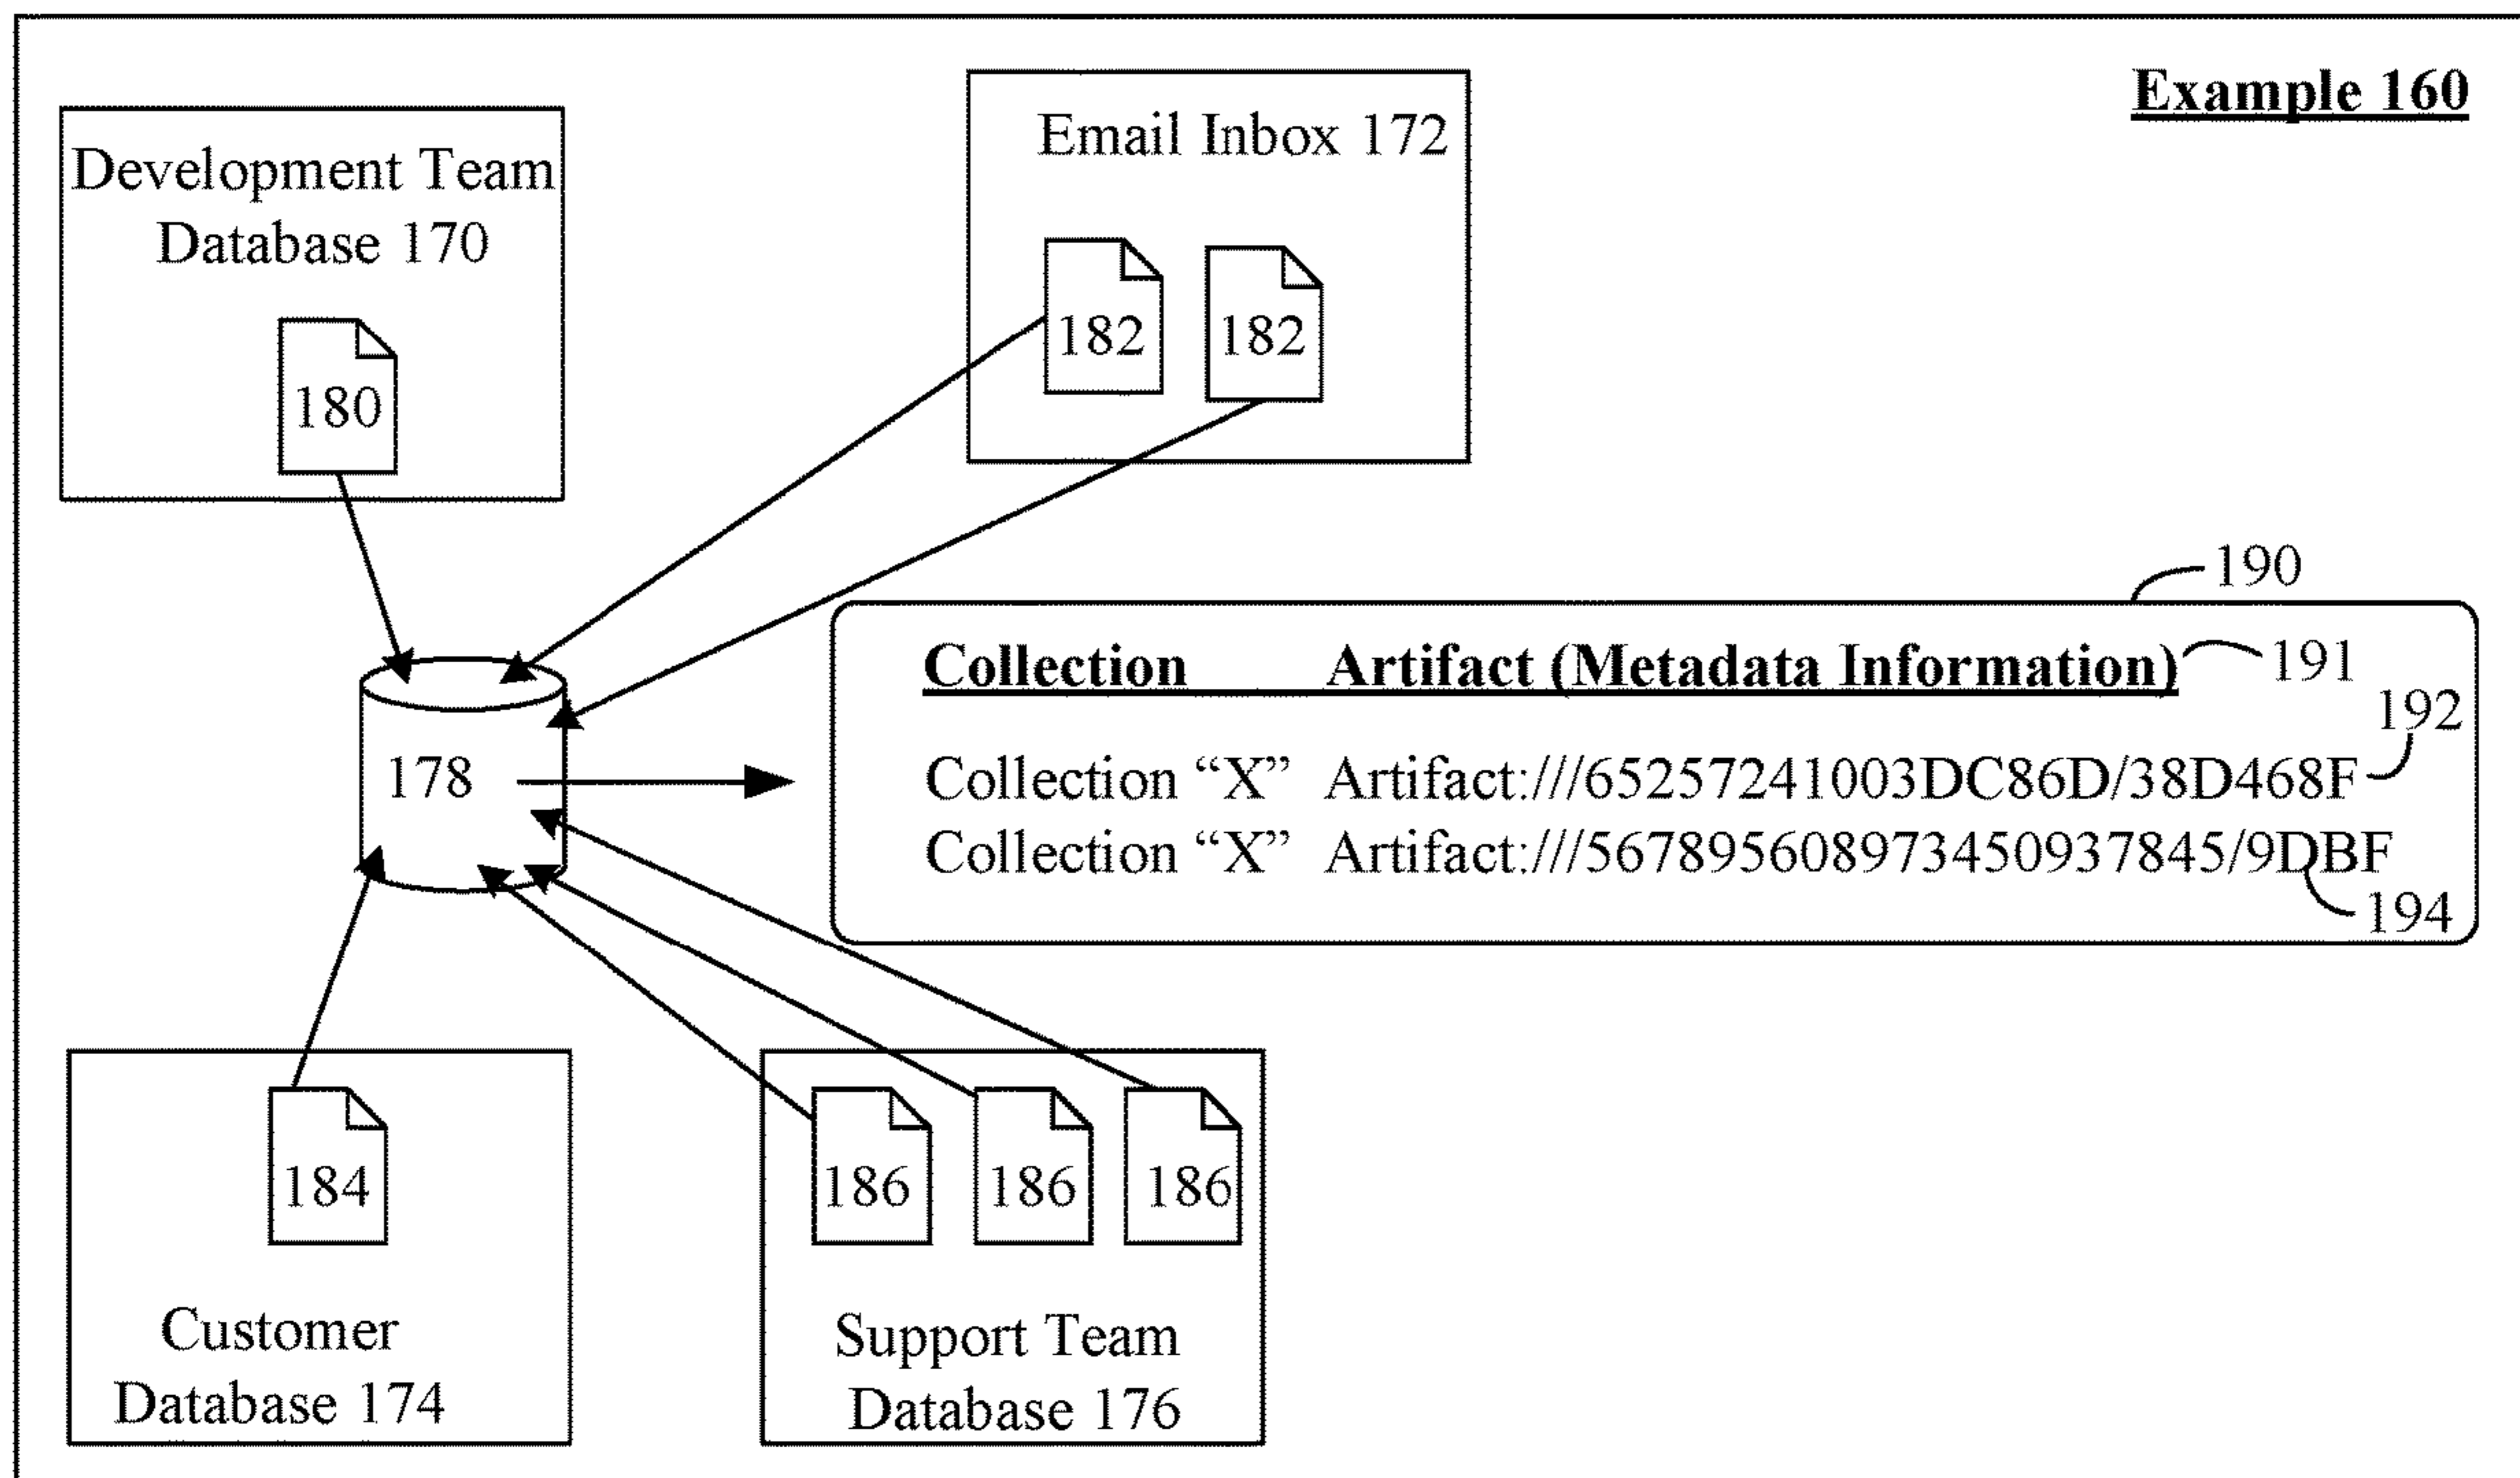 Example 160
Development Team
Database 170
180
Email Inbox 172
182
182
190
Collection Artifact (Metadata Information)
191
192
178
Collection “X” Artifact:///65257241003DC86D/38D468F
Collection “X” Artifact:///567895608973450937845/9DBF
194
184
Customer
Database 174
186
186
186
Support Team
Database 176